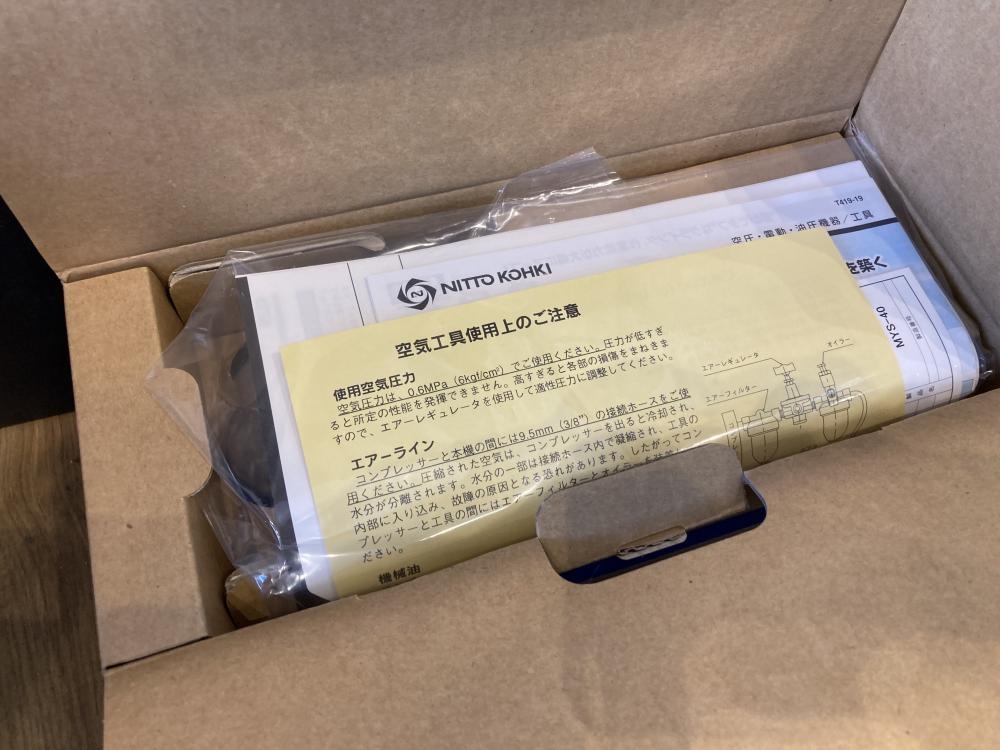 T419-19
空圧・電動・油圧機器/工具
を築く
MYS-40
NITTO KOHKI
空気工具使用上のご注意
使用空気圧力
空気圧力は、0.6MPa(6kgf/cm²)でご使用ください。圧力が低すぎ
ると所定の性能を発揮できません。高すぎると各部の損傷をまねきま
すので、エアーレギュレータを使用して適性圧力に調整してください。
エアーライン
コンプレッサーと本機の間には9.5mm(3/8")の接続ホースをご使
用ください。圧縮された空気は、コンプレッサーを出ると冷却され、
水分が分離されます。水分の一部は接続ホース内で凝縮され、工具の
内部に入り込み、故障の原因となる恐れがあります。したがってコン
プレッサーと工具の間にはエアーフィルターとオイラーを
ださい。
機械油
エアーレギュレータ
オイラー
エアーフィルター